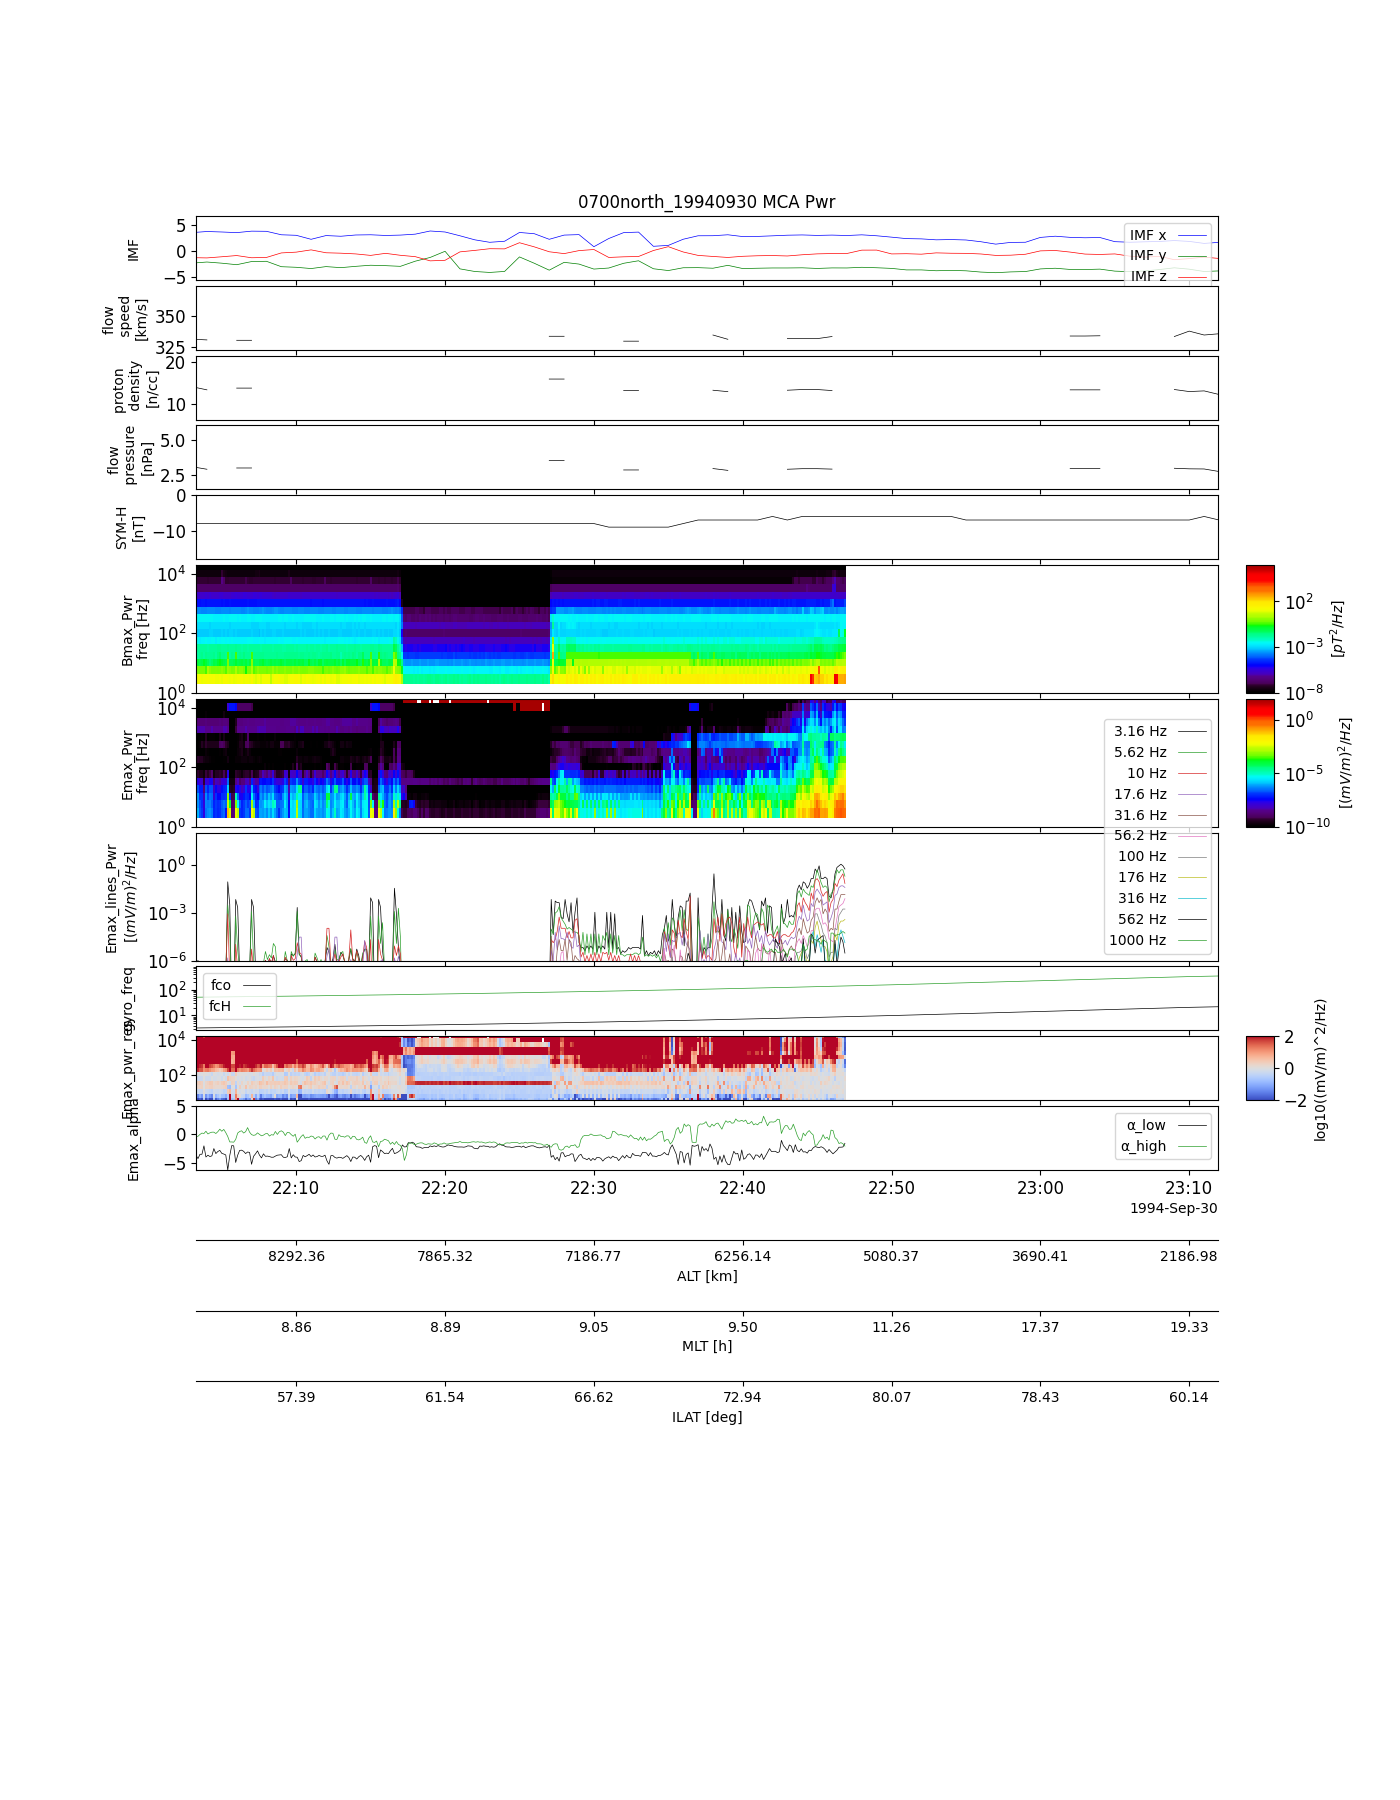 0700north_19940930 MCA Pwr
IMF
5
0
−5
IMF x
IMF y
IMF z
flow
speed
[km/s]
350
325
proton
density
[n/cc]
20
10
flow
pressure
[nPa]
5.0
2.5
SYM-H
[nT]
0
−10
Bmax_Pwr
freq [Hz]
10^4
10^2
10^0
10^2
10^−3
10^−8
[pT^2/Hz]
Emax_Pwr
freq [Hz]
10^4
10^2
10^0
10^0
10^−5
10^−10
[(mV/m)^2/Hz]
3.16 Hz
5.62 Hz
10 Hz
17.6 Hz
31.6 Hz
56.2 Hz
100 Hz
176 Hz
316 Hz
562 Hz
1000 Hz
Emax_lines_Pwr
[(mV/m)^2/Hz]
10^0
10^−3
10^−6
gyro_freq
10^2
10^1
fco
fcH
Emax_pwr_reg
10^4
10^2
2
0
−2
log10((mV/m)^2/Hz)
Emax_alpha
5
0
−5
α_low
α_high
22:10 22:20 22:30 22:40 22:50 23:00 23:10
1994-Sep-30
8292.36 7865.32 7186.77 6256.14 5080.37 3690.41 2186.98
ALT [km]
8.86 8.89 9.05 9.50 11.26 17.37 19.33
MLT [h]
57.39 61.54 66.62 72.94 80.07 78.43 60.14
ILAT [deg]